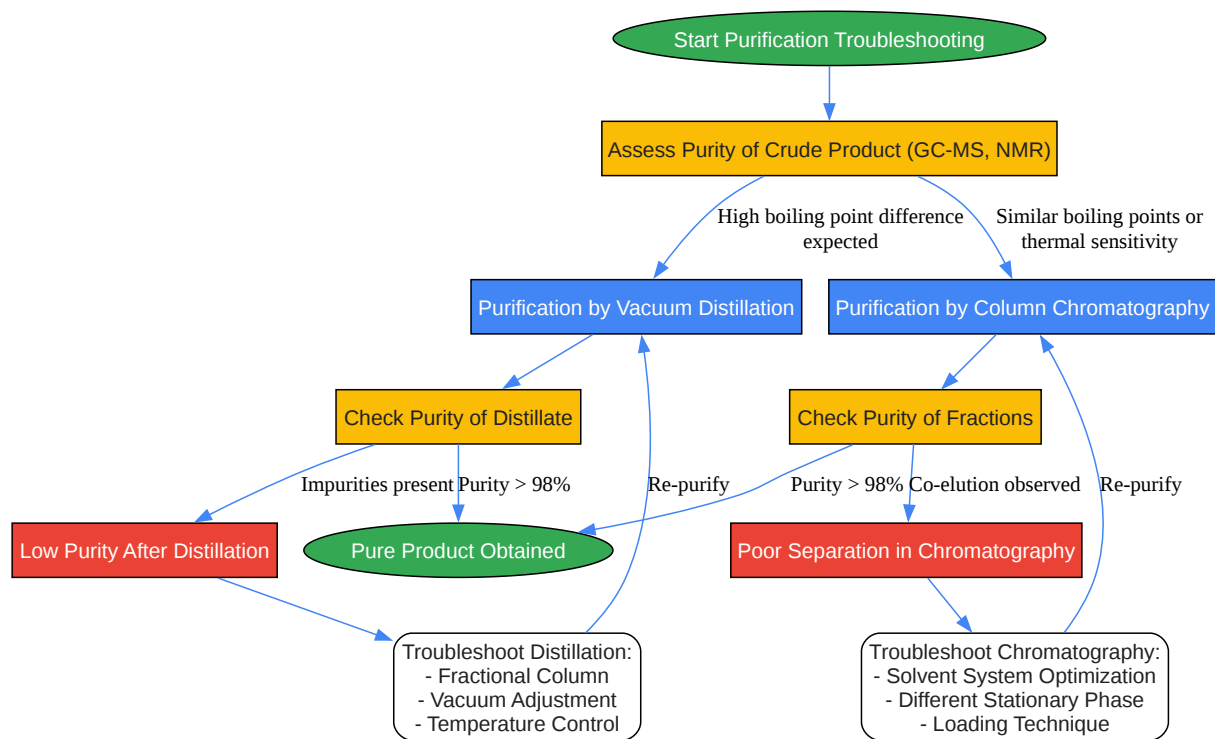 Start Purification Troubleshooting
Assess Purity of Crude Product (GC-MS, NMR)
High boiling point difference
expected
Similar boiling points or
thermal sensitivity
Purification by Vacuum Distillation
Purification by Column Chromatography
Check Purity of Distillate
Check Purity of Fractions
Impurities present
Purity > 98%
Re-purify
Purity > 98%
Co-elution observed
Re-purify
Low Purity After Distillation
Pure Product Obtained
Poor Separation in Chromatography
Troubleshoot Distillation:
- Fractional Column
- Vacuum Adjustment
- Temperature Control
Troubleshoot Chromatography:
- Solvent System Optimization
- Different Stationary Phase
- Loading Technique